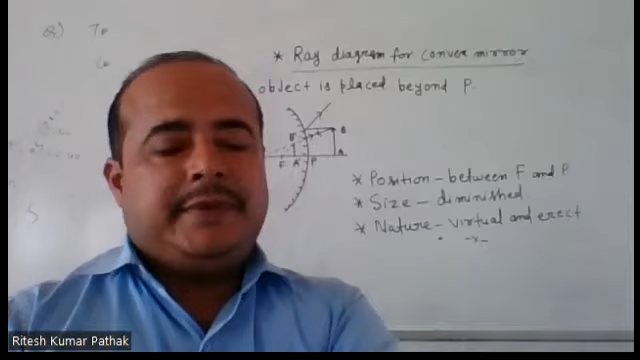 Q)
To
* Ray diagram for convex mirror
object is placed beyond P.
B' B
F A' P A
* Position - between F and P
* Size - diminished
* Nature - virtual and erect
-x-
Ritesh Kumar Pathak